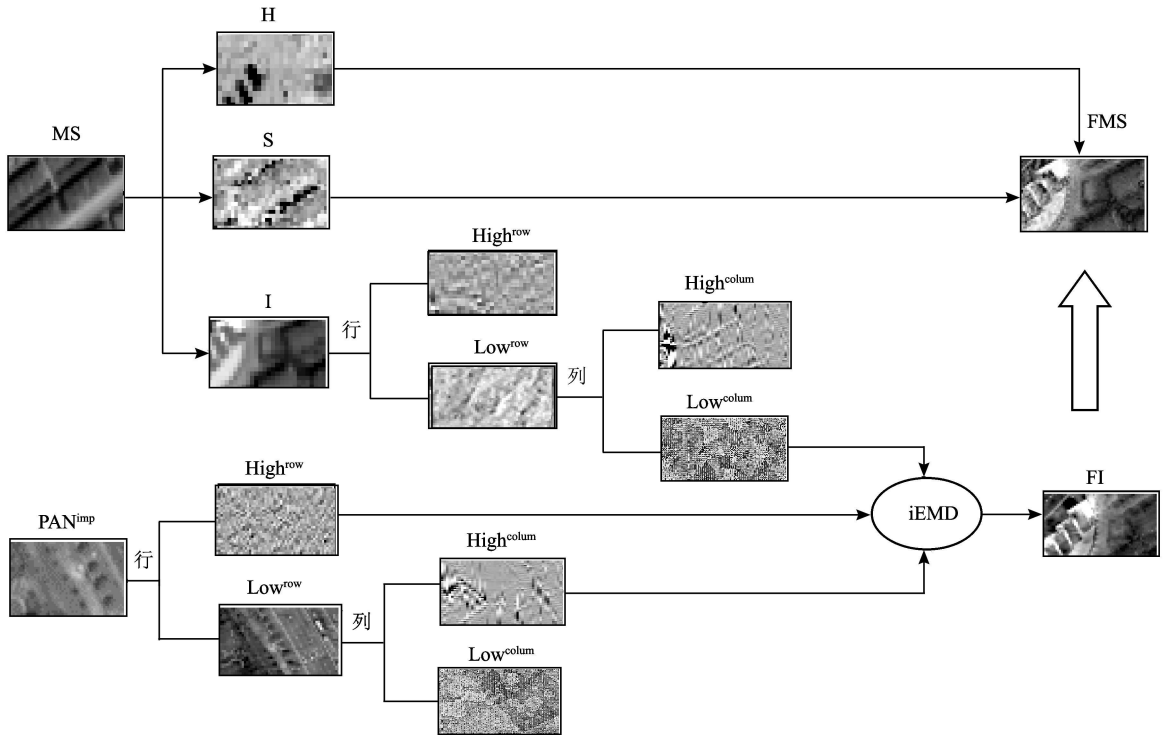 H
MS
FMS
S
High^row
High^colum
I
行
Low^row
列
Low^colum
High^row
FI
iEMD
PAN^imp
High^colum
行
Low^row
列
Low^colum